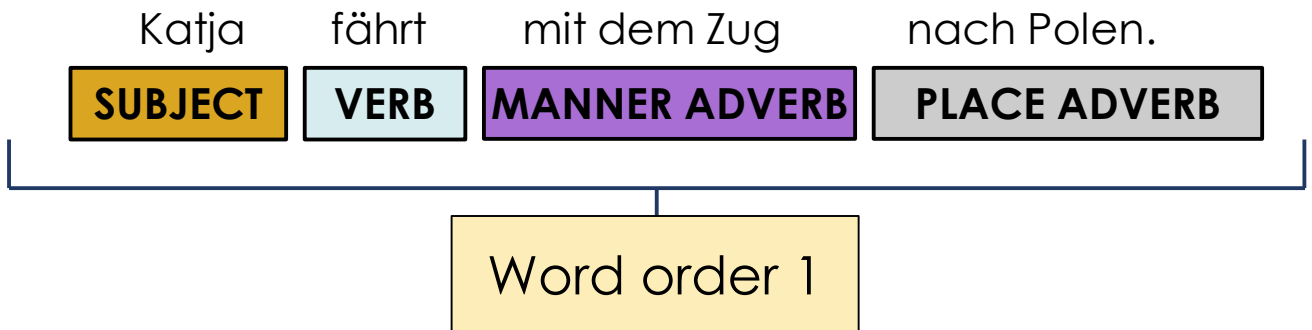 Katja fährt mit dem Zug nach Polen.
SUBJECT VERB MANNER ADVERB PLACE ADVERB
Word order 1